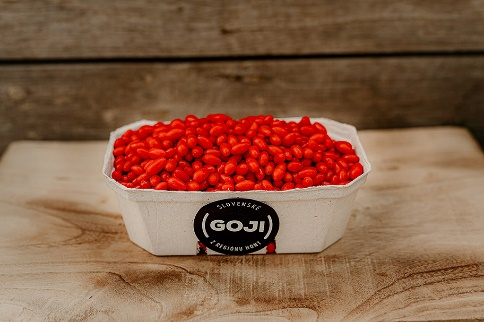 SLOVENSKÉ
(GOJI)
Z REGIÓNU HONT